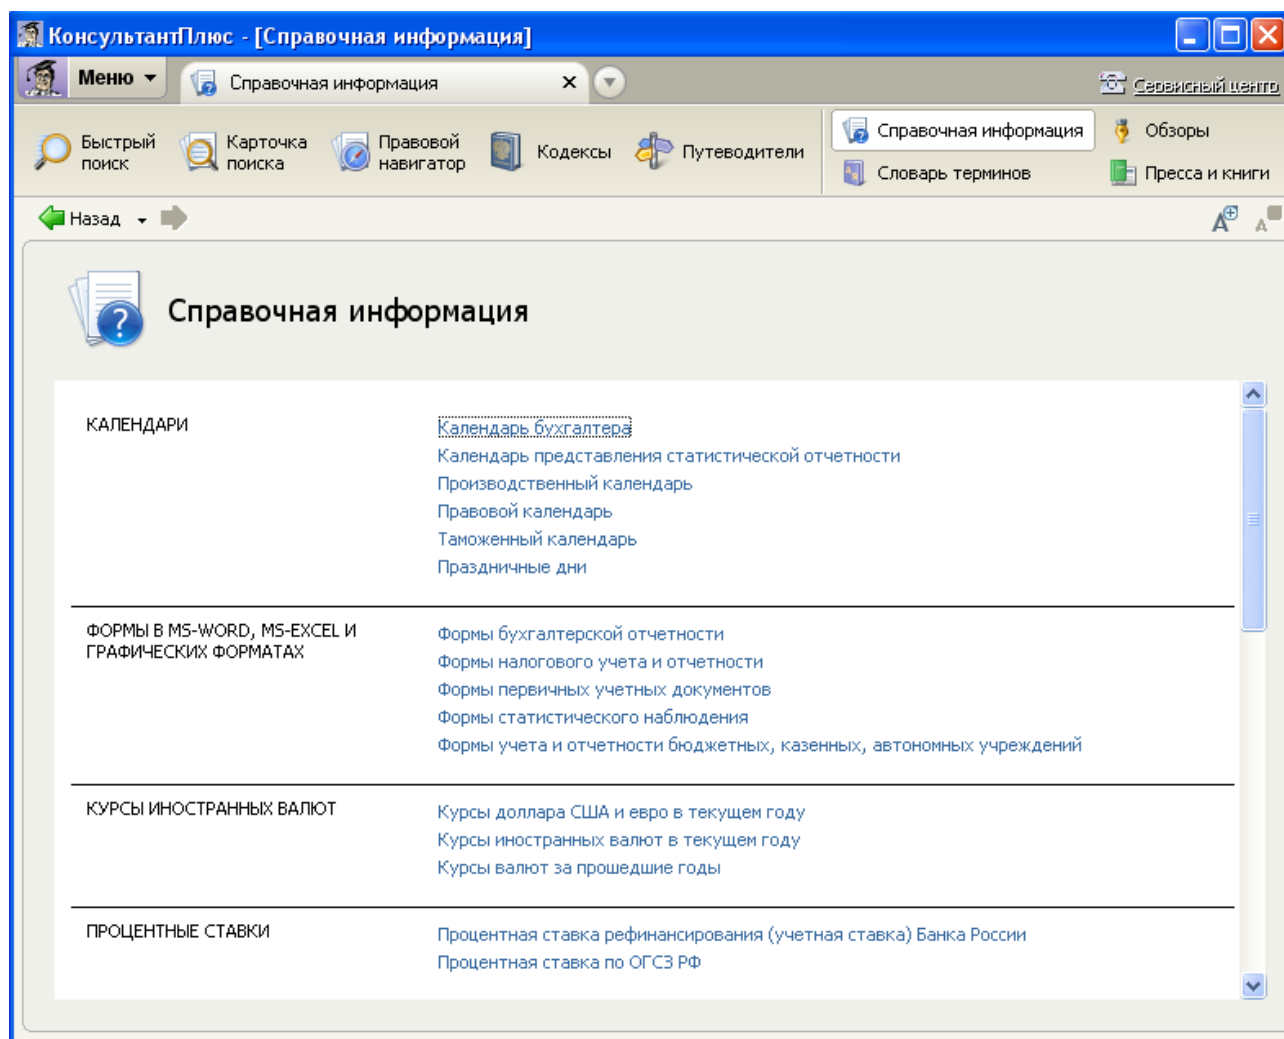 КонсультантПлюс - [Справочная информация]
Меню
Справочная информация
Сервисный центр
Быстрый поиск
Карточка поиска
Правовой навигатор
Кодексы
Путеводители
Справочная информация
Обзоры
Словарь терминов
Пресса и книги
Назад
Справочная информация
КАЛЕНДАРИ
Календарь бухгалтера
Календарь представления статистической отчетности
Производственный календарь
Правовой календарь
Таможенный календарь
Праздничные дни
ФОРМЫ В MS-WORD, MS-EXCEL И
ГРАФИЧЕСКИХ ФОРМАТАХ
Формы бухгалтерской отчетности
Формы налогового учета и отчетности
Формы первичных учетных документов
Формы статистического наблюдения
Формы учета и отчетности бюджетных, казенных, автономных учреждений
КУРСЫ ИНОСТРАННЫХ ВАЛЮТ
Курсы доллара США и евро в текущем году
Курсы иностранных валют в текущем году
Курсы валют за прошедшие годы
ПРОЦЕНТНЫЕ СТАВКИ
Процентная ставка рефинансирования (учетная ставка) Банка России
Процентная ставка по ОГСЗ РФ